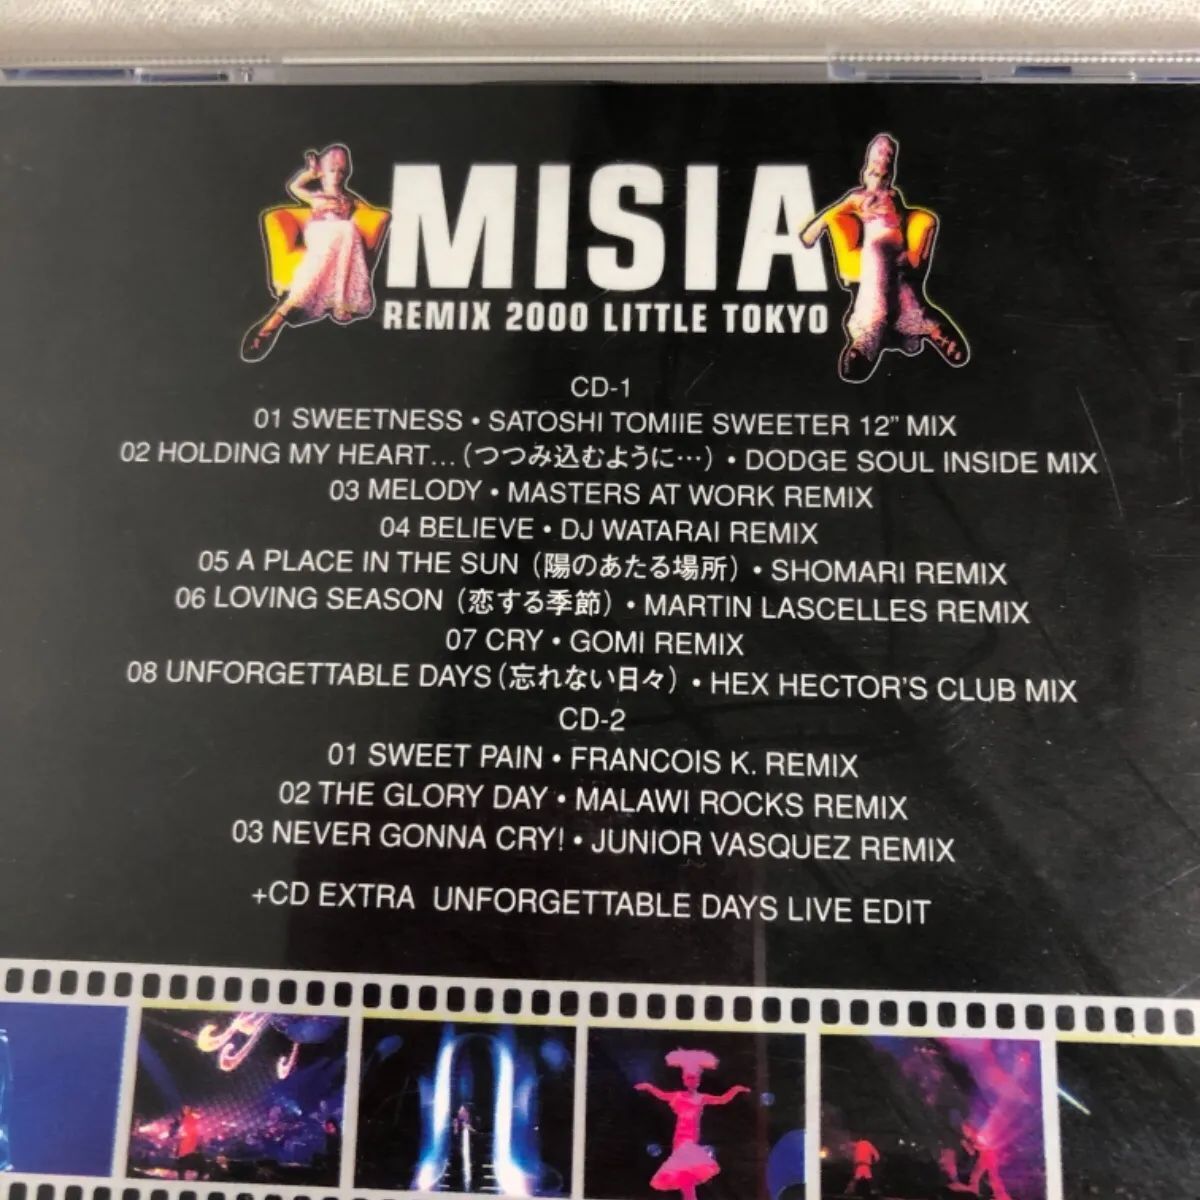 MISIA
REMIX 2000 LITTLE TOKYO
CD-1
01 SWEETNESS • SATOSHI TOMIIE SWEETER 12” MIX
02 HOLDING MY HEART…(つつみ込むように…) • DODGE SOUL INSIDE MIX
03 MELODY • MASTERS AT WORK REMIX
04 BELIEVE • DJ WATARAI REMIX
05 A PLACE IN THE SUN (陽のあたる場所) • SHOMARI REMIX
06 LOVING SEASON (恋する季節) • MARTIN LASCELLES REMIX
07 CRY • GOMI REMIX
08 UNFORGETTABLE DAYS (忘れない日々) • HEX HECTOR'S CLUB MIX
CD-2
01 SWEET PAIN • FRANCOIS K. REMIX
02 THE GLORY DAY • MALAWI ROCKS REMIX
03 NEVER GONNA CRY! • JUNIOR VASQUEZ REMIX
+CD EXTRA UNFORGETTABLE DAYS LIVE EDIT